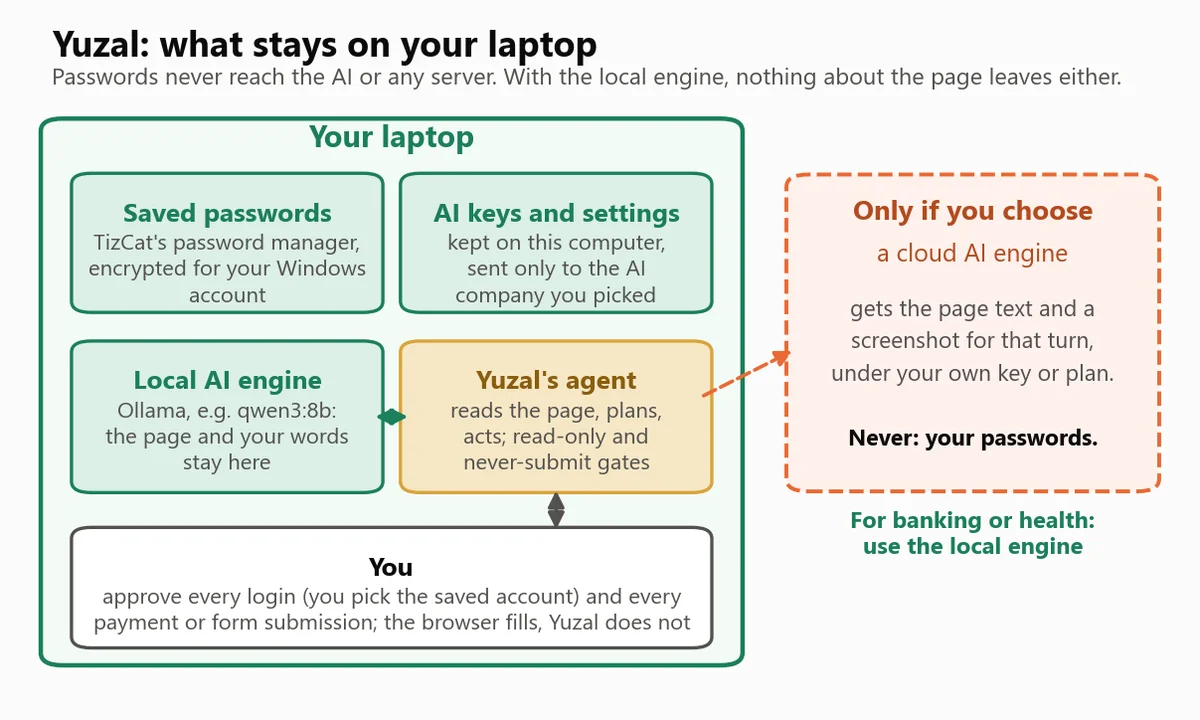 Yuzal: what stays on your laptop
Passwords never reach the AI or any server. With the local engine, nothing about the page leaves either.
Your laptop
Saved passwords
TizCat's password manager,
encrypted for your Windows
account
AI keys and settings
kept on this computer,
sent only to the AI
company you picked
Local AI engine
Ollama, e.g. qwen3:8b:
the page and your words
stay here
Yuzal's agent
reads the page, plans,
acts; read-only and
never-submit gates
You
approve every login (you pick the saved account) and every
payment or form submission; the browser fills, Yuzal does not
Only if you choose
a cloud AI engine
gets the page text and a
screenshot for that turn,
under your own key or plan.
Never: your passwords.
For banking or health:
use the local engine